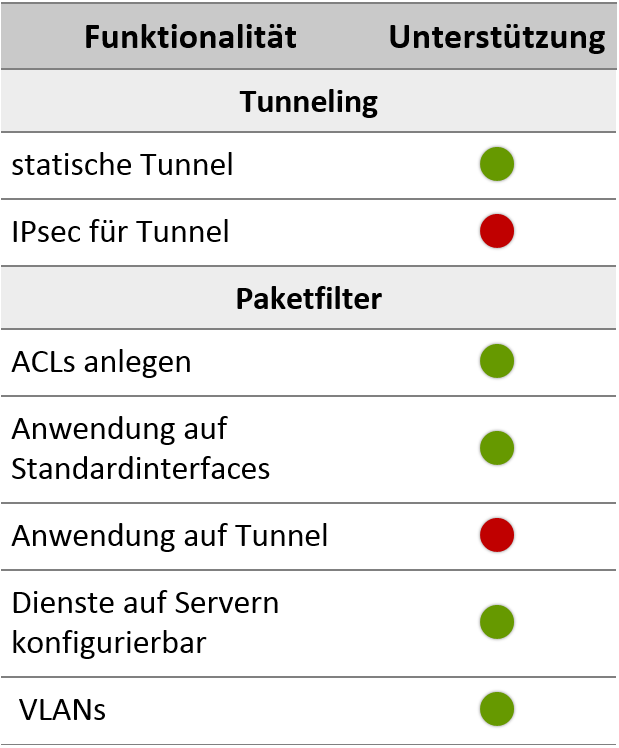 Funktionalität Unterstützung
Tunneling
statische Tunnel
IPsec für Tunnel
Paketfilter
ACLs anlegen
Anwendung auf
Standardinterfaces
Anwendung auf Tunnel
Dienste auf Servern
konfigurierbar
VLANs